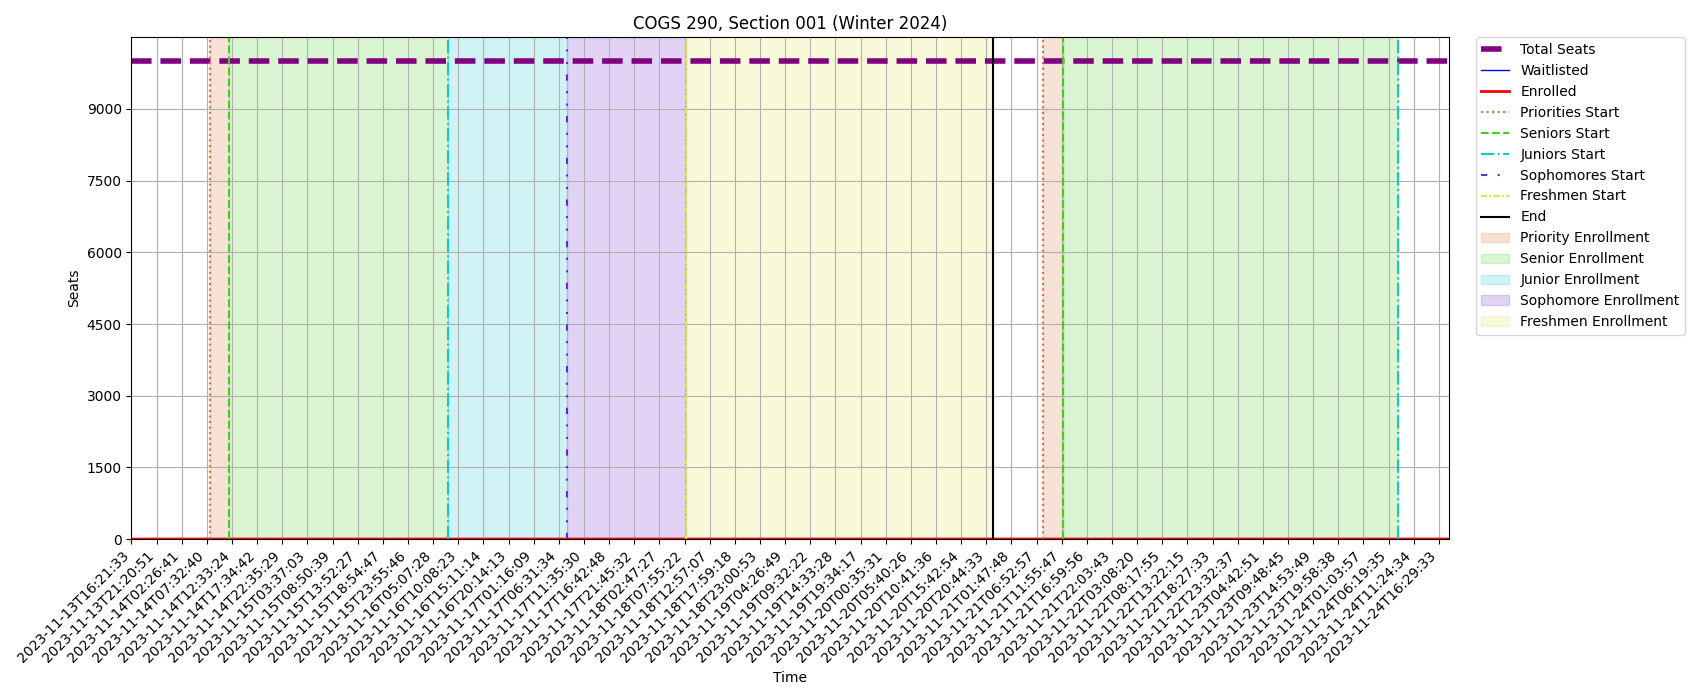 COGS 290, Section 001 (Winter 2024)
Seats
9000
7500
6000
4500
3000
1500
0
2023-11-13T16:21:33
2023-11-13T21:20:51
2023-11-14T02:26:41
2023-11-14T07:32:40
2023-11-14T12:33:24
2023-11-14T17:34:42
2023-11-14T22:35:29
2023-11-15T03:37:03
2023-11-15T08:50:39
2023-11-15T13:52:27
2023-11-15T18:54:47
2023-11-15T23:55:46
2023-11-16T05:07:28
2023-11-16T10:08:23
2023-11-16T15:11:14
2023-11-16T20:14:13
2023-11-17T01:16:09
2023-11-17T06:31:34
2023-11-17T11:35:30
2023-11-17T16:42:48
2023-11-17T21:45:32
2023-11-18T02:47:27
2023-11-18T07:55:22
2023-11-18T12:57:07
2023-11-18T17:59:18
2023-11-18T23:00:53
2023-11-19T04:26:49
2023-11-19T09:32:22
2023-11-19T14:33:28
2023-11-19T19:34:17
2023-11-20T00:35:31
2023-11-20T05:40:26
2023-11-20T10:41:36
2023-11-20T15:42:54
2023-11-20T20:44:33
2023-11-21T01:47:48
2023-11-21T06:52:57
2023-11-21T11:55:47
2023-11-21T16:59:56
2023-11-21T22:03:43
2023-11-22T03:08:20
2023-11-22T08:17:55
2023-11-22T13:22:15
2023-11-22T18:27:33
2023-11-22T23:32:37
2023-11-23T04:42:51
2023-11-23T09:48:45
2023-11-23T14:53:49
2023-11-23T19:58:38
2023-11-24T01:03:57
2023-11-24T06:19:35
2023-11-24T11:24:34
2023-11-24T16:29:33
Time
Total Seats
Waitlisted
Enrolled
Priorities Start
Seniors Start
Juniors Start
Sophomores Start
Freshmen Start
End
Priority Enrollment
Senior Enrollment
Junior Enrollment
Sophomore Enrollment
Freshmen Enrollment